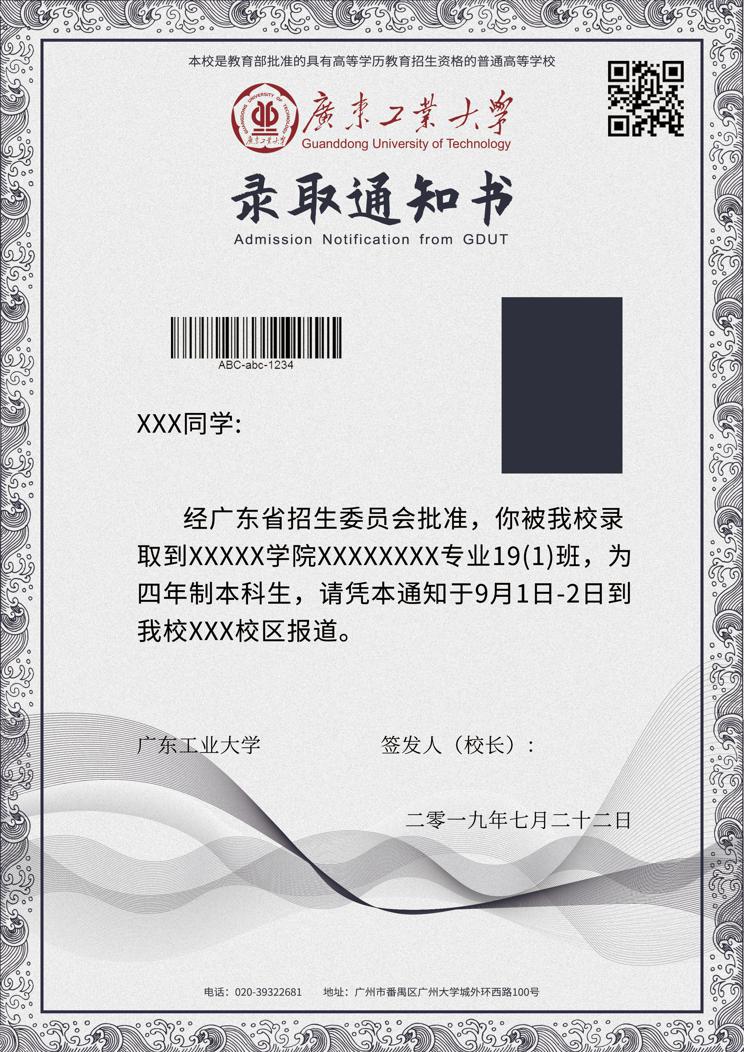 本校是教育部批准的具有高等学历教育招生资格的普通高等学校
GUANGDONG UNIVERSITY OF TECHNOLOGY
广东工业大学
廣東工業大學
Guanddong University of Technology
录取通知书
Admission Notification from GDUT
ABC-abc-1234
XXX同学:
经广东省招生委员会批准，你被我校录
取到XXXXX学院XXXXXXXX专业19(1)班，为
四年制本科生，请凭本通知于9月1日-2日到
我校XXX校区报道。
广东工业大学 签发人（校长）:
二零一九年七月二十二日
电话：020-39322681 地址：广州市番禺区广州大学城外环西路100号